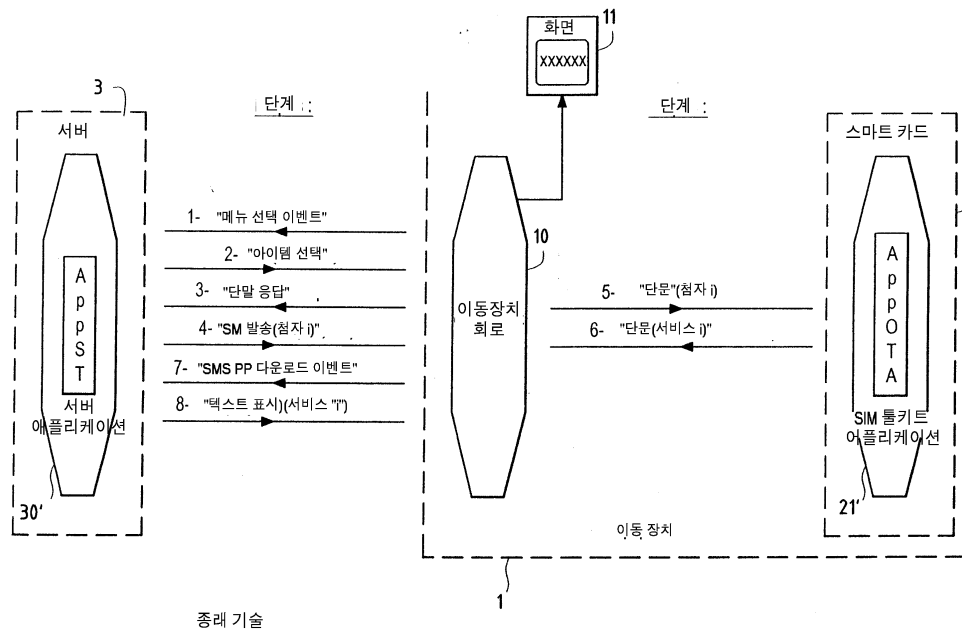 11
화면
XXXXXX
3
단계 :
단계 :
서버
스마트 카드
1- "메뉴 선택 이벤트"
2- "아이템 선택"
3- "단말 응답"
4- "SM 발송(첨자 i)"
7- "SMS PP 다운로드 이벤트"
8- "텍스트 표시)(서비스 "i")
AppST
서버
애플리케이션
30'
10
이동장치
회로
5- "단문"(첨자 i)
6- "단문(서비스 i)"
AppOTA
SIM 툴키트
어플리케이션
21'
이동 장치
1
종래 기술